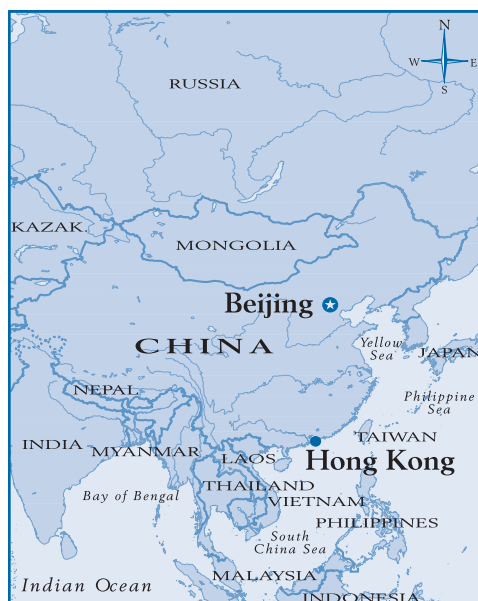 N
W E
S
RUSSIA
KAZAK.
MONGOLIA
Beijing
CHINA
Yellow
Sea
JAPAN
NEPAL
Philippine
Sea
TAIWAN
INDIA
MYANMAR
LAOS
Hong Kong
THAILAND
Bay of Bengal
VIETNAM
PHILIPPINES
South
China Sea
MALAYSIA
Indian Ocean
INDONESIA